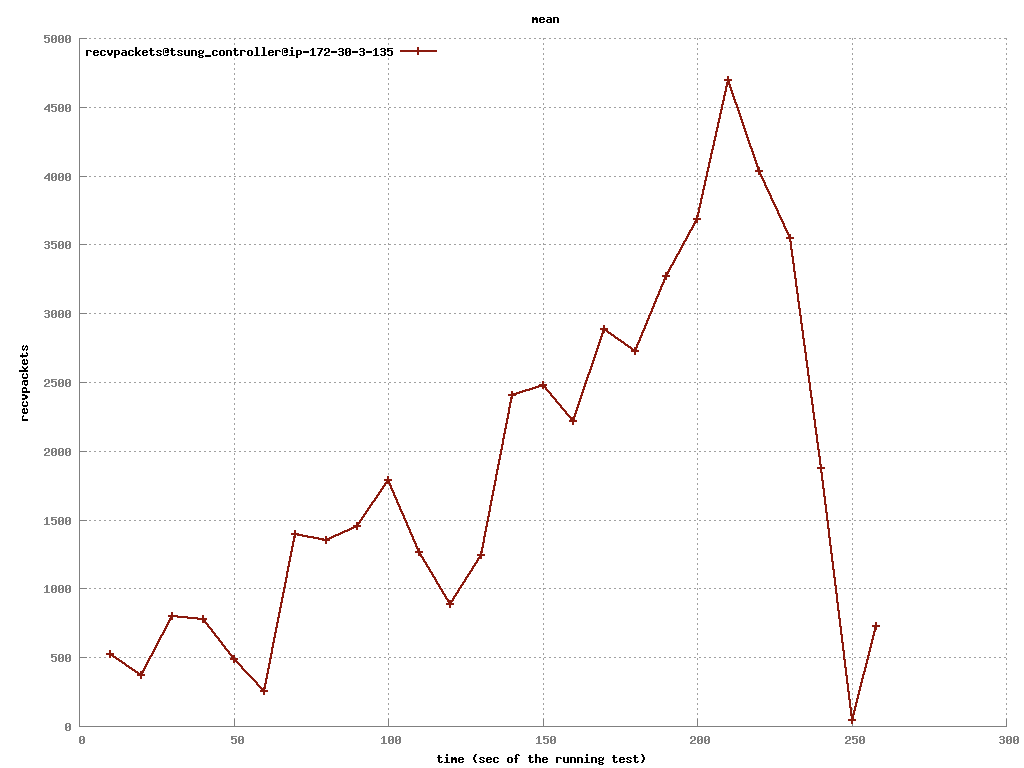 mean
recvpackets@tsung_controller@ip-172-30-3-135
5000
4500
4000
3500
3000
2500
2000
1500
1000
500
0
recvpackets
0 50 100 150 200 250 300
time (sec of the running test)